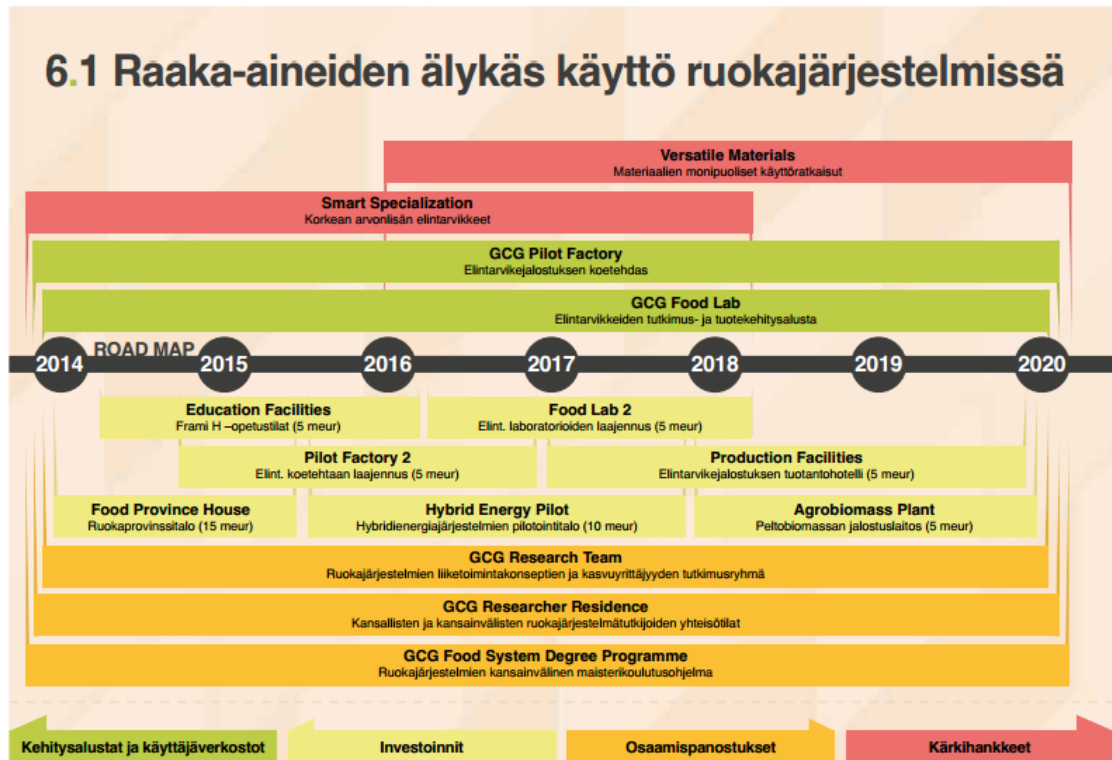 6.1 Raaka-aineiden älykäs käyttö ruokajärjestelmissä
Versatile Materials
Materiaalien monipuoliset käyttöratkaisut
Smart Specialization
Korkean arvonlisän elintarvikkeet
GCG Pilot Factory
Elintarvikejalostuksen koetehdas
GCG Food Lab
Elintarvikkeiden tutkimus- ja tuotekehitysalusta
ROAD MAP
2014 2015 2016 2017 2018 2019 2020
Education Facilities
Frami H –opetustilat (5 meur)
Food Lab 2
Elint. laboratorioiden laajennus (5 meur)
Pilot Factory 2
Elint. koetehtaan laajennus (5 meur)
Production Facilities
Elintarvikejalostuksen tuotantohotelli (5 meur)
Food Province House
Ruokaprovinssitalo (15 meur)
Hybrid Energy Pilot
Hybridienergiajärjestelmien pilotointitalo (10 meur)
Agrobiomass Plant
Peltobiomassan jalostuslaitos (5 meur)
GCG Research Team
Ruokajärjestelmien liiketoimintakonseptien ja kasvuyrittäjyyden tutkimusryhmä
GCG Researcher Residence
Kansallisten ja kansainvälisten ruokajärjestelmätutkijoiden yhteisötilat
GCG Food System Degree Programme
Ruokajärjestelmien kansainvälinen maisterikoulutusohjelma
Kehitysalustat ja käyttäjäverkostot
Investoinnit
Osaamispanostukset
Kärkihankkeet